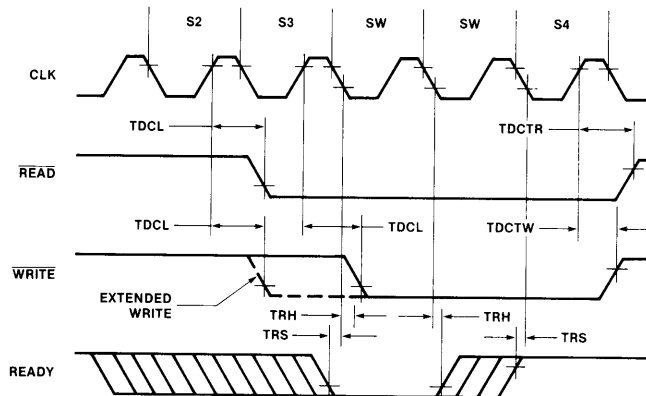 S2 S3 SW SW S4
CLK
TDCL TDCTR
READ
TDCL TDCL TDCTW
WRITE
EXTENDED
WRITE
TRH TRH
TRS TRS
READY